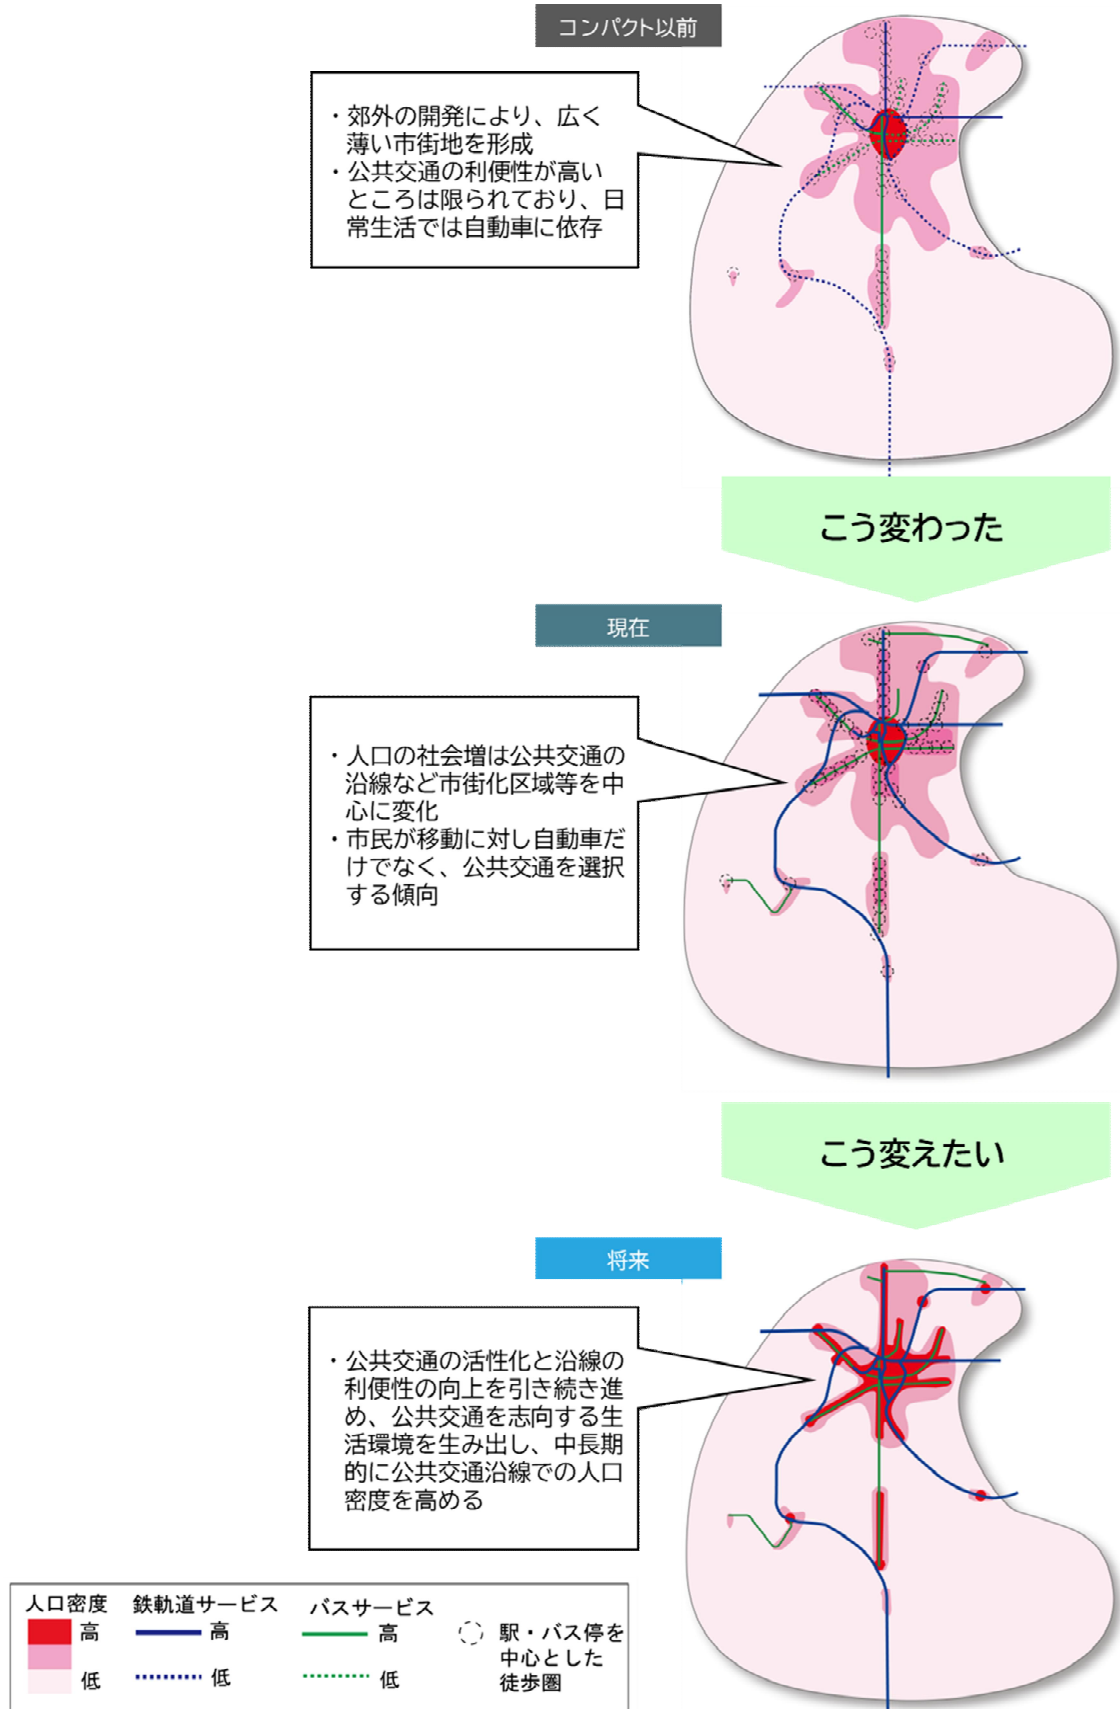 コンパクト以前
・郊外の開発により、広く
薄い市街地を形成
・公共交通の利便性が高い
ところは限られており、日
常生活では自動車に依存
こう変わった
現在
・人口の社会増は公共交通の
沿線など市街化区域等を中
心に変化
・市民が移動に対し自動車だ
けでなく、公共交通を選択
する傾向
こう変えたい
将来
・公共交通の活性化と沿線の
利便性の向上を引き続き進
め、公共交通を志向する生
活環境を生み出し、中長期
的に公共交通沿線での人口
密度を高める
人口密度
高
低
鉄軌道サービス
高
低
バスサービス
高
低
駅・バス停を
中心とした
徒歩圏